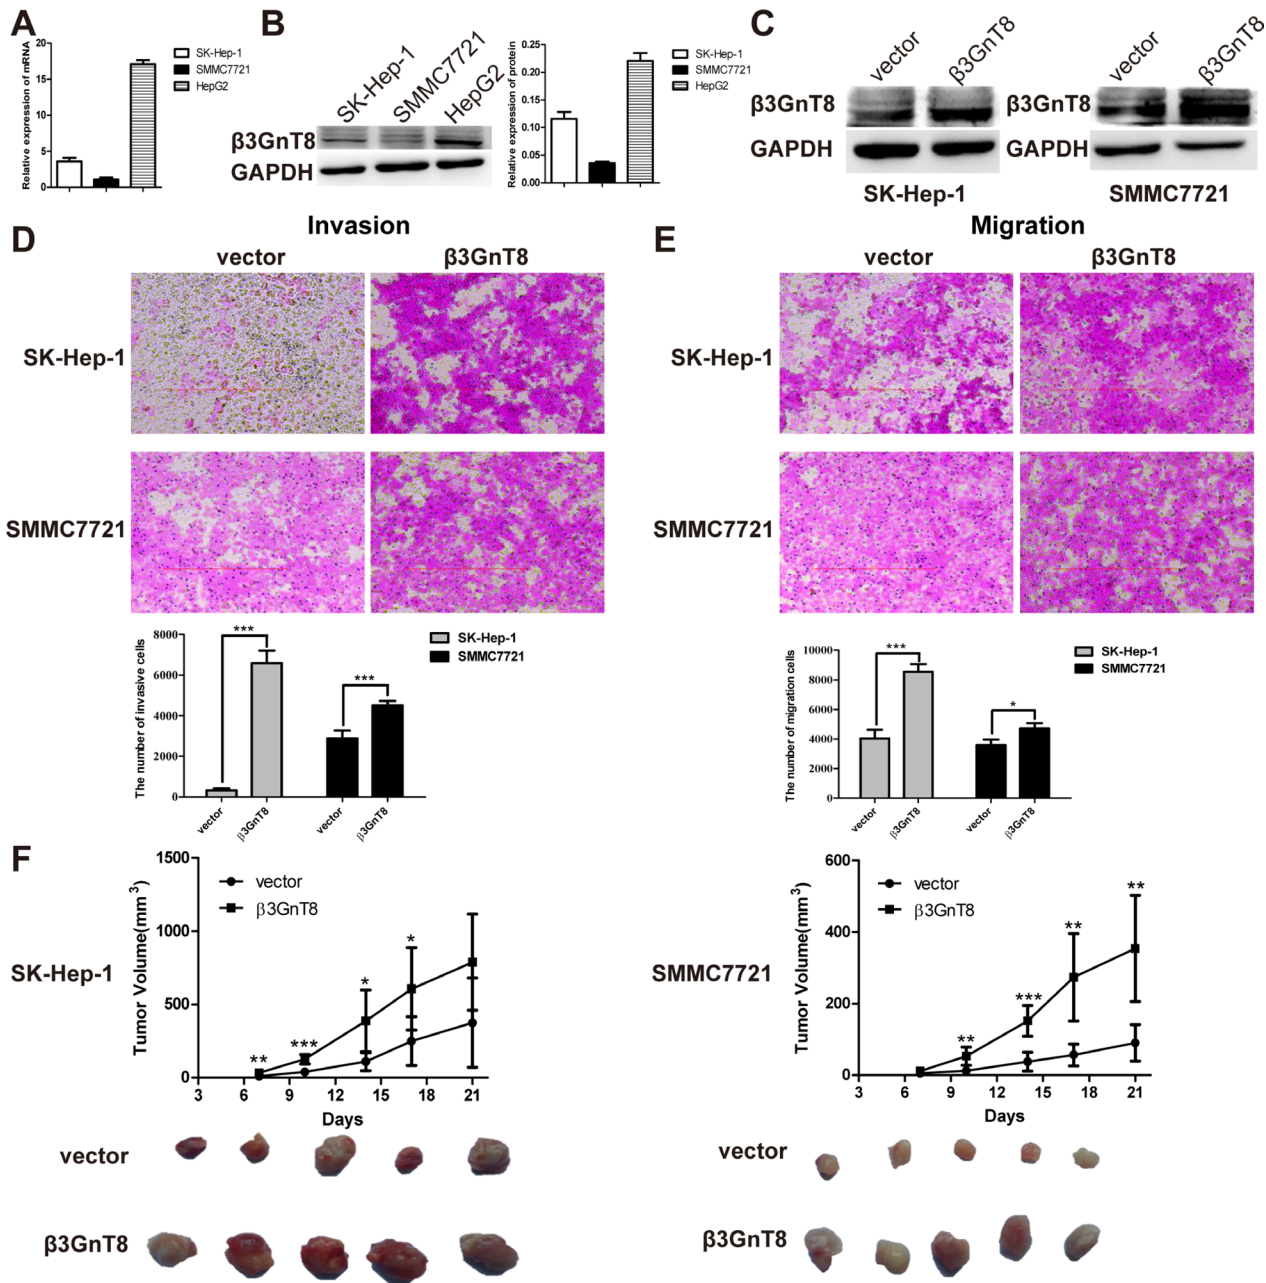 A
Relative expression of mRNA
20
15
10
5
0
SK-Hep-1
SMMC7721
HepG2
B
SK-Hep-1
SMMC7721
HepG2
β3GnT8
GAPDH
Relative expression of protein
0.25
0.20
0.15
0.10
0.05
0.00
SK-Hep-1
SMMC7721
HepG2
C
vector
β3GnT8
vector
β3GnT8
β3GnT8
β3GnT8
GAPDH
GAPDH
SK-Hep-1
SMMC7721
D
Invasion
vector
β3GnT8
SK-Hep-1
SMMC7721
The number of invasive cells
8000
6000
4000
2000
0
***
***
SK-Hep-1
SMMC7721
vector
β3GnT8
vector
β3GnT8
E
Migration
vector
β3GnT8
SK-Hep-1
SMMC7721
The number of migration cells
10000
8000
6000
4000
2000
0
***
*
SK-Hep-1
SMMC7721
vector
β3GnT8
vector
β3GnT8
F
SK-Hep-1
Tumor Volume(mm³)
1500
1000
500
0
vector
β3GnT8
**
***
*
*
3 6 9 12 15 18 21
Days
vector
β3GnT8
SMMC7721
Tumor Volume(mm³)
600
400
200
0
vector
β3GnT8
**
***
**
**
3 6 9 12 15 18 21
Days
vector
β3GnT8